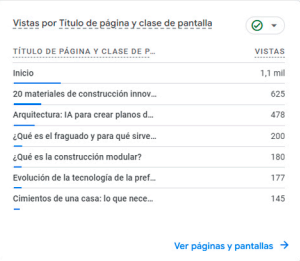 Vistas por Título de página y clase de pantalla
TÍTULO DE PÁGINA Y CLASE DE P... VISTAS
Inicio 1,1 mil
20 materiales de construcción innov... 625
Arquitectura: IA para crear planos d... 478
¿Qué es el fraguado y para qué sirve... 200
¿Qué es la construcción modular? 180
Evolución de la tecnología de la pref... 177
Cimientos de una casa: lo que nece... 145
Ver páginas y pantallas